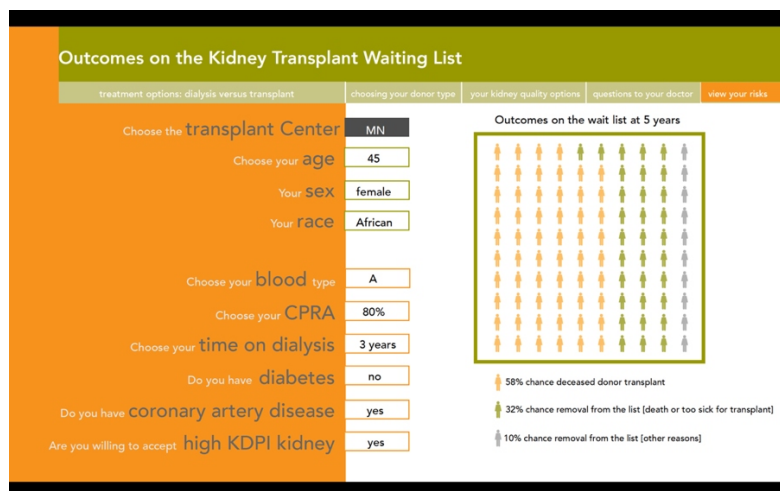 Outcomes on the Kidney Transplant Waiting List
treatment options: dialysis versus transplant
choosing your donor type
your kidney quality options
questions to your doctor
view your risks
Choose the transplant Center MN
Choose your age 45
Your sex female
Your race African
Choose your blood type A
Choose your CPRA 80%
Choose your time on dialysis 3 years
Do you have diabetes no
Do you have coronary artery disease yes
Are you willing to accept high KDPI kidney yes
Outcomes on the wait list at 5 years
58% chance deceased donor transplant
32% chance removal from the list [death or too sick for transplant]
10% chance removal from the list [other reasons]